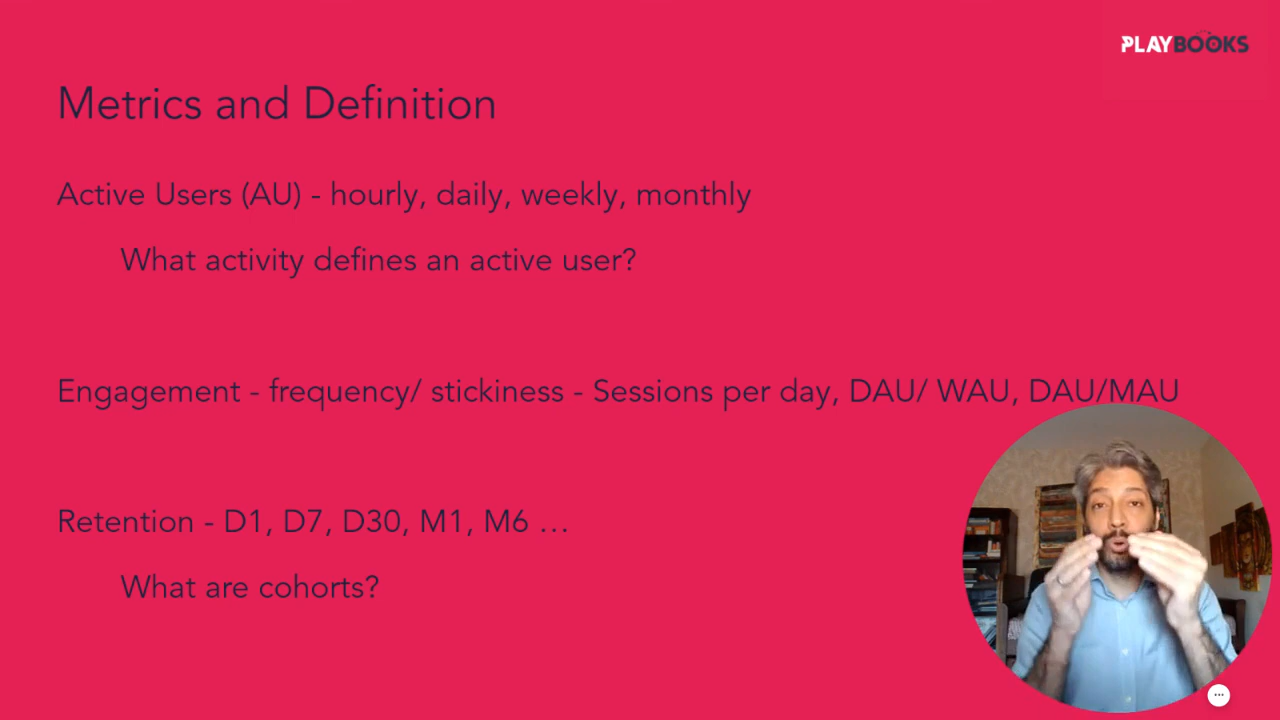 PLAYBOOKS
Metrics and Definition
Active Users (AU) - hourly, daily, weekly, monthly
What activity defines an active user?
Engagement - frequency/ stickiness - Sessions per day, DAU/ WAU, DAU/MAU
Retention - D1, D7, D30, M1, M6 …
What are cohorts?